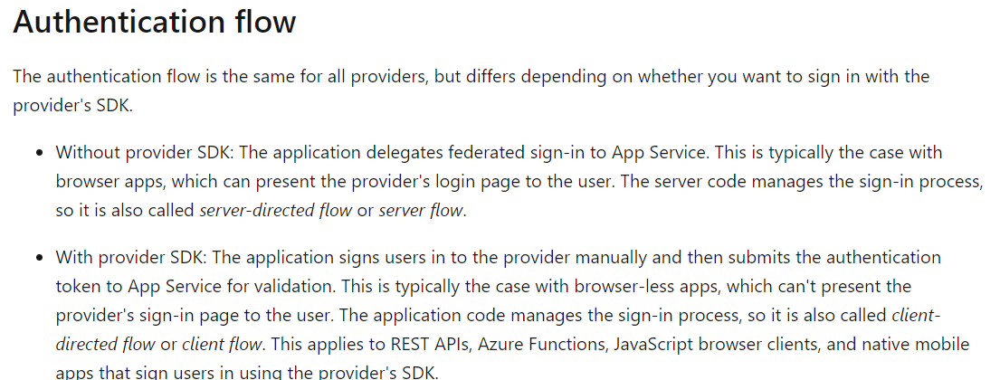 Authentication flow
The authentication flow is the same for all providers, but differs depending on whether you want to sign in with the
provider's SDK.
• Without provider SDK: The application delegates federated sign-in to App Service. This is typically the case with
browser apps, which can present the provider's login page to the user. The server code manages the sign-in process,
so it is also called server-directed flow or server flow.
• With provider SDK: The application signs users in to the provider manually and then submits the authentication
token to App Service for validation. This is typically the case with browser-less apps, which can't present the
provider's sign-in page to the user. The application code manages the sign-in process, so it is also called client-
directed flow or client flow. This applies to REST APIs, Azure Functions, JavaScript browser clients, and native mobile
apps that sign users in using the provider's SDK.